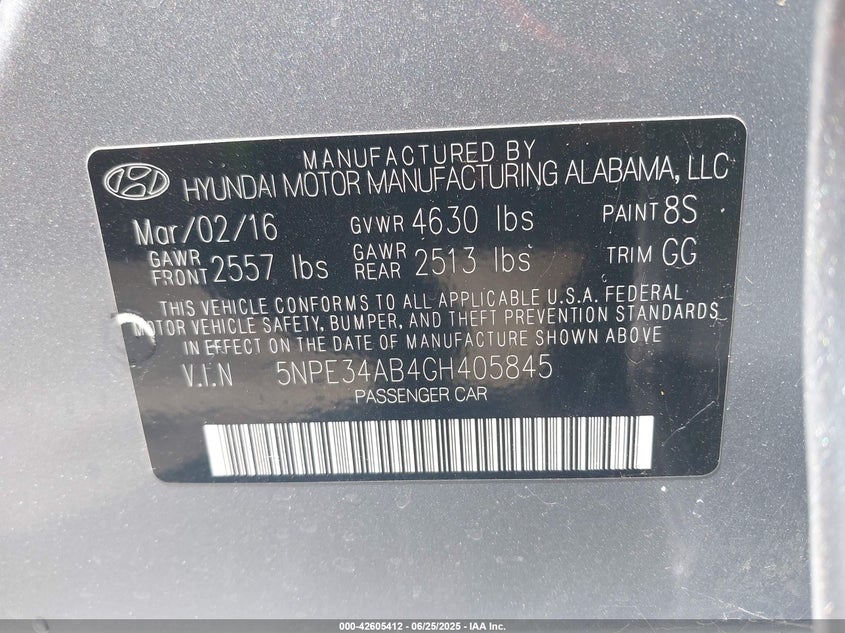 MANUFACTURED BY
HYUNDAI MOTOR MANUFACTURING ALABAMA, LLC
Mar/02/16 GVWR 4630 lbs PAINT 8S
GAWR FRONT 2557 lbs GAWR REAR 2513 lbs TRIM GG
THIS VEHICLE CONFORMS TO ALL APPLICABLE U.S.A. FEDERAL
MOTOR VEHICLE SAFETY, BUMPER, AND THEFT PREVENTION STANDARDS
IN EFFECT ON THE DATE OF MANUFACTURE SHOWN ABOVE
V.I.N 5NPE34AB4GH405845
PASSENGER CAR
000-42605412 - 06/25/2025 - IAA Inc.